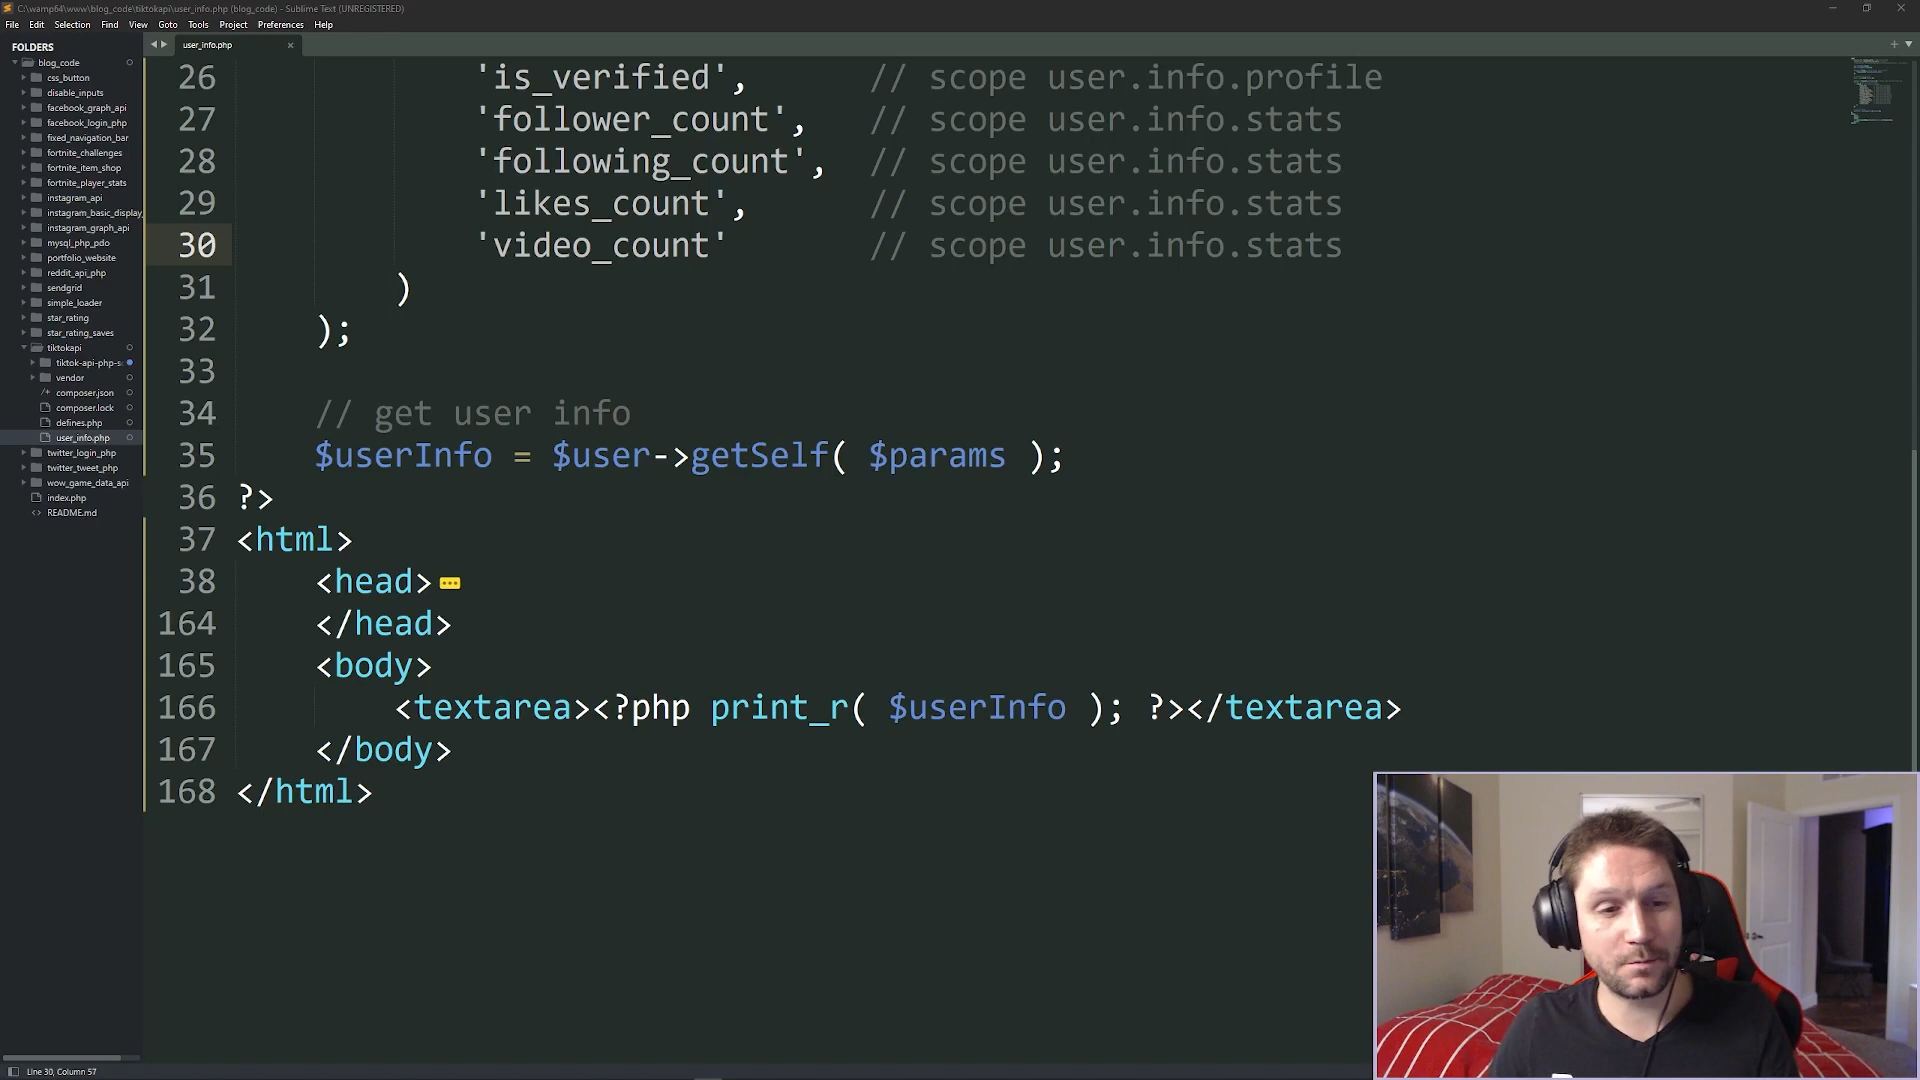 C:\wamp64\www\blog_code\tiktokapi\user_info.php (blog_code) - Sublime Text (UNREGISTERED)
File Edit Selection Find View Goto Tools Project Preferences Help
FOLDERS
blog_code
css_button
disable_inputs
facebook_graph_api
facebook_login_php
fixed_navigation_bar
fortnite_challenges
fortnite_item_shop
fortnite_player_stats
instagram_api
instagram_basic_display_
instagram_graph_api
mysql_php_pdo
portfolio_website
reddit_api_php
sendgrid
simple_loader
star_rating
star_rating_saves
tiktokapi
tiktok-api-php-s
vendor
composer.json
composer.lock
defines.php
user_info.php
twitter_login_php
twitter_tweet_php
wow_game_data_api
index.php
README.md
user_info.php
26 'is_verified', // scope user.info.profile
27 'follower_count', // scope user.info.stats
28 'following_count', // scope user.info.stats
29 'likes_count', // scope user.info.stats
30 'video_count' // scope user.info.stats
31 )
32 );
33
34 // get user info
35 $userInfo = $user->getSelf( $params );
36 ?>
37 <html>
38 <head>
164 </head>
165 <body>
166 <textarea><?php print_r( $userInfo ); ?></textarea>
167 </body>
168 </html>
Line 30, Column 57